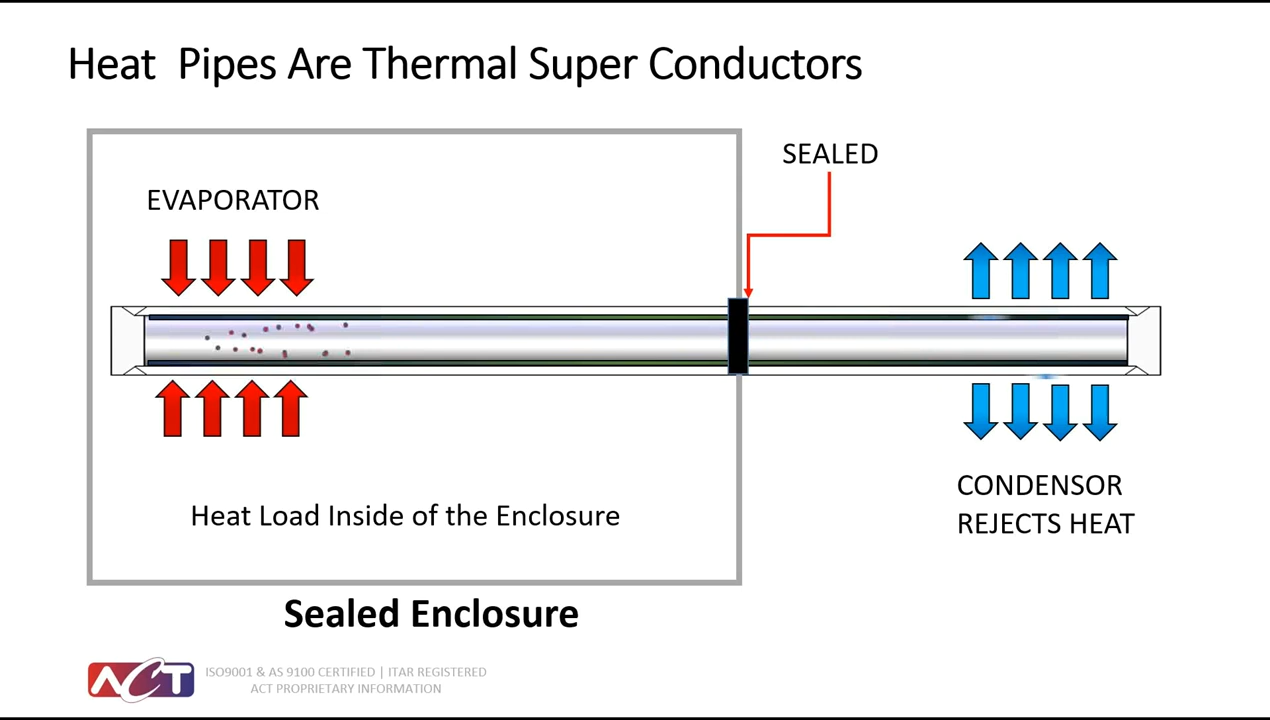 Heat  Pipes Are Thermal Super Conductors
SEALED
EVAPORATOR
Heat Load Inside of the Enclosure
CONDENSOR
REJECTS HEAT
Sealed Enclosure
ACT
ISO9001 & AS 9100 CERTIFIED | ITAR REGISTERED
ACT PROPRIETARY INFORMATION